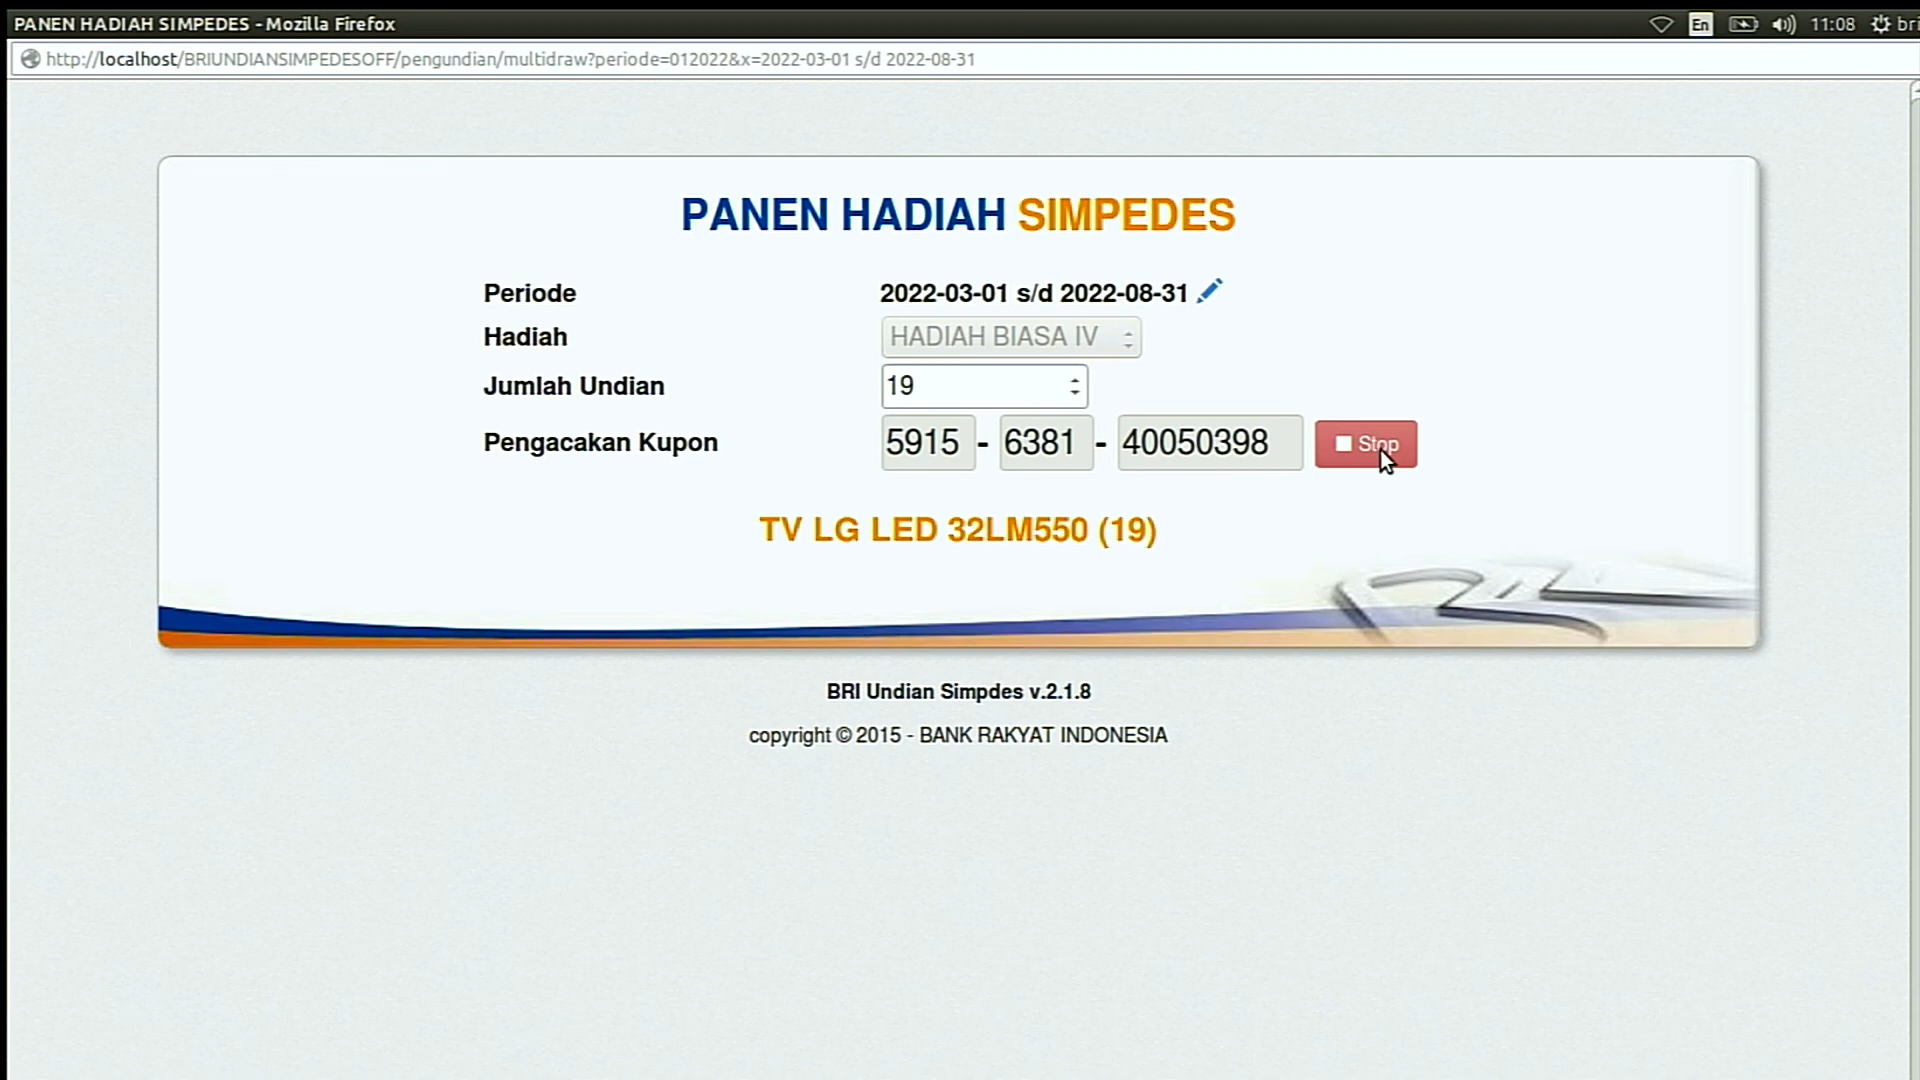 PANEN HADIAH SIMPEDES - Mozilla Firefox
En
11:08
bri
http://localhost/BRIUNDIANSIMPEDESOFF/pengundian/multidraw?periode=012022&x=2022-03-01 s/d 2022-08-31
PANEN HADIAH SIMPEDES
Periode 2022-03-01 s/d 2022-08-31
Hadiah HADIAH BIASA IV
Jumlah Undian 19
Pengacakan Kupon 5915 - 6381 - 40050398 Stop
TV LG LED 32LM550 (19)
BRI Undian Simpdes v.2.1.8
copyright © 2015 - BANK RAKYAT INDONESIA